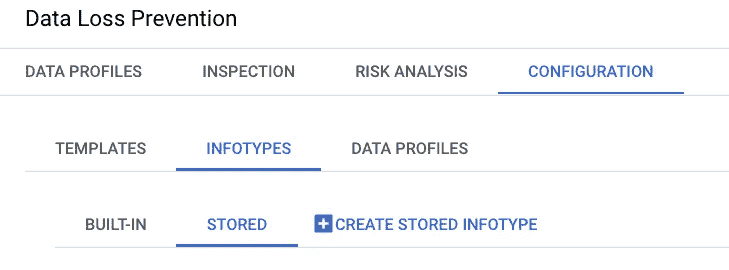 Data Loss Prevention
DATA PROFILES INSPECTION RISK ANALYSIS CONFIGURATION
TEMPLATES INFOTYPES DATA PROFILES
BUILT-IN STORED CREATE STORED INFOTYPE